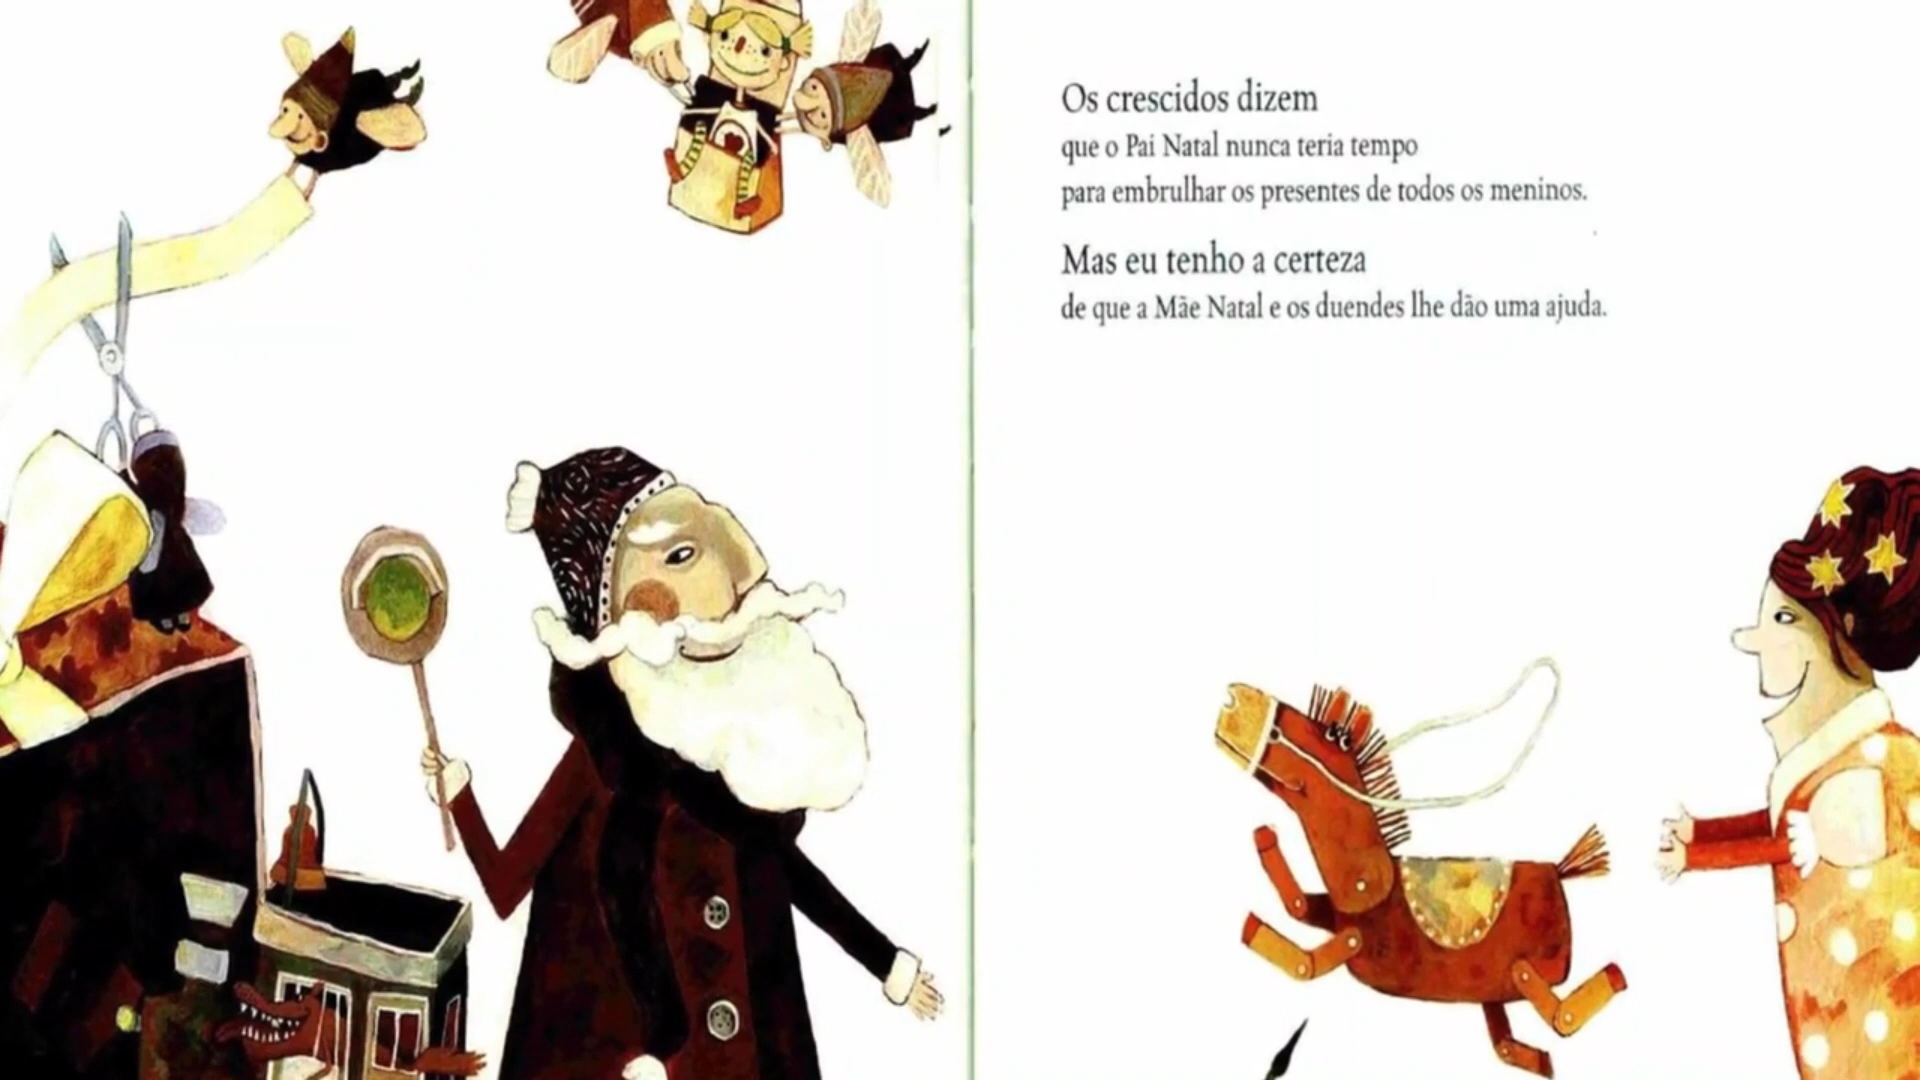 Os crescidos dizem
que o Pai Natal nunca teria tempo
para embrulhar os presentes de todos os meninos.
Mas eu tenho a certeza
de que a Mãe Natal e os duendes lhe dão uma ajuda.